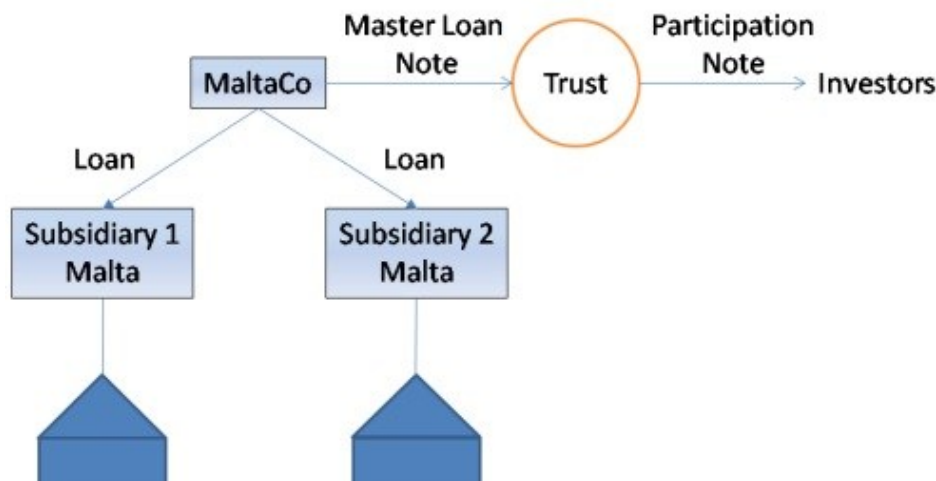 Master Loan
Note
Participation
Note
MaltaCo
Trust
Investors
Loan
Loan
Subsidiary 1
Malta
Subsidiary 2
Malta